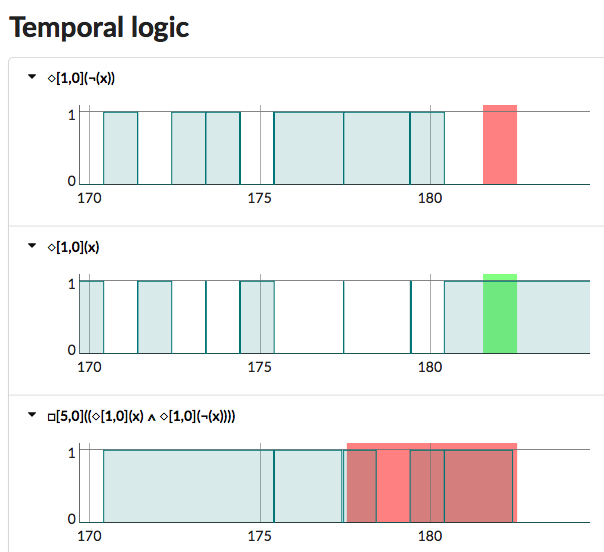 Temporal logic
◇[1,0](¬(x))
1
0
170 175 180
◇[1,0](x)
1
0
170 175 180
□[5,0]((◇[1,0](x) ∧ ◇[1,0](¬(x))))
1
0
170 175 180